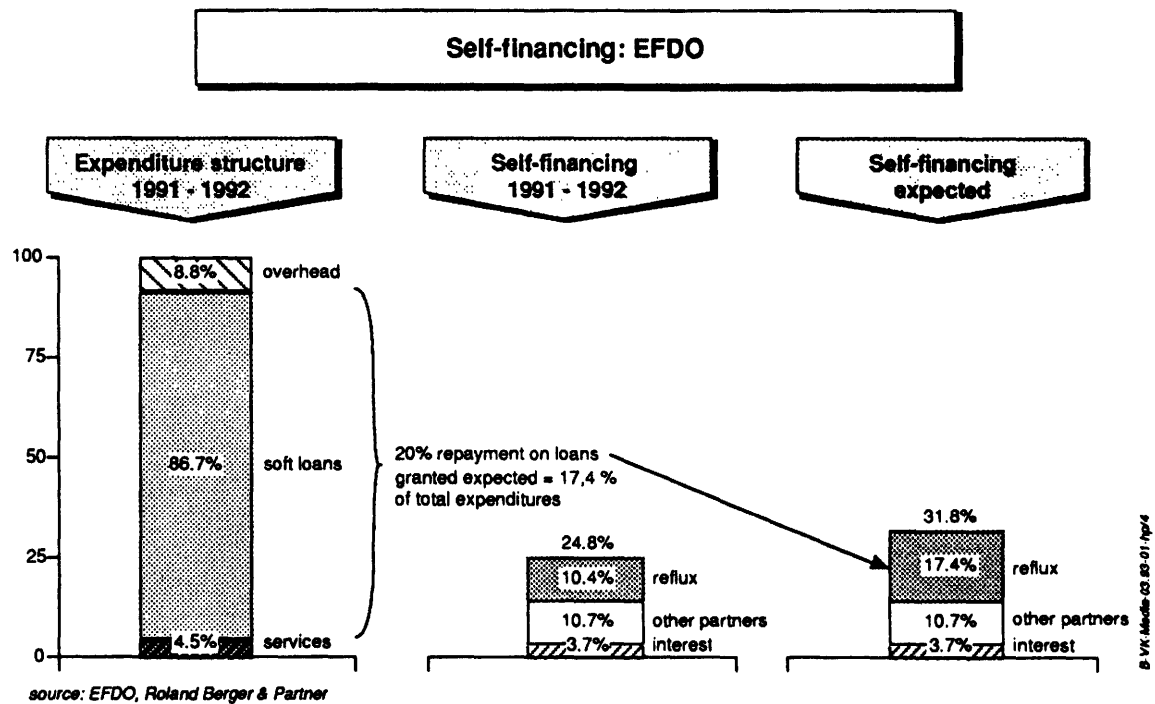 Self-financing: EFDO
Expenditure structure
1991 - 1992
Self-financing
1991 - 1992
Self-financing
expected
100
75
50
25
0
8.8%
overhead
86.7%
soft loans
4.5%
services
20% repayment on loans
granted expected = 17,4 %
of total expenditures
24.8%
10.4%
reflux
10.7%
other partners
3.7%
interest
31.8%
17.4%
reflux
10.7%
other partners
3.7%
interest
source: EFDO, Roland Berger & Partner